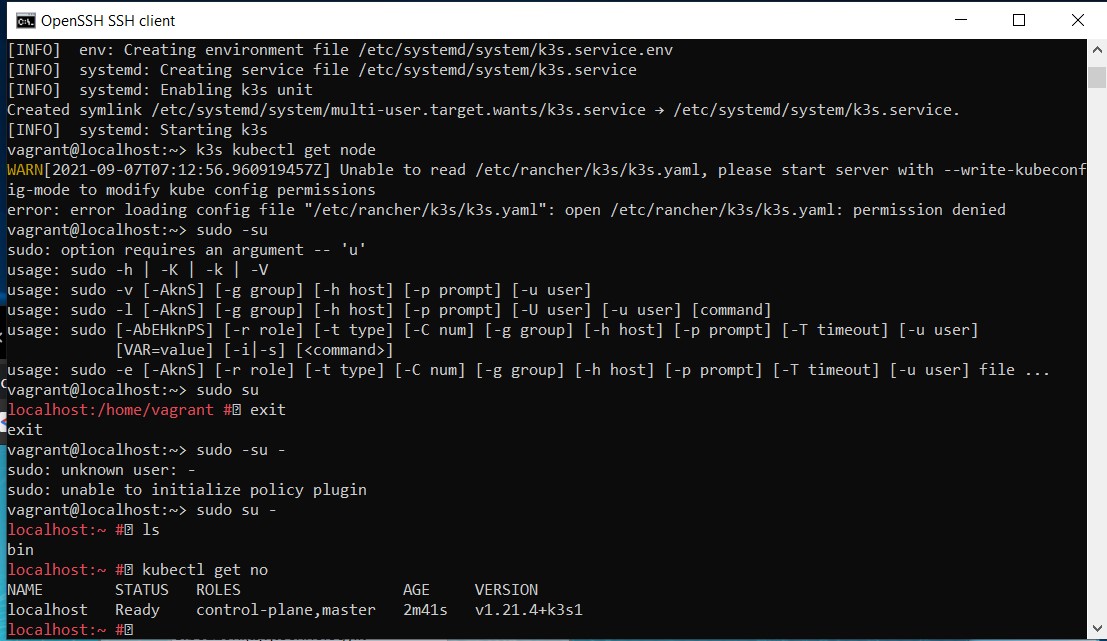 OpenSSH SSH client
[INFO]  env: Creating environment file /etc/systemd/system/k3s.service.env
[INFO]  systemd: Creating service file /etc/systemd/system/k3s.service
[INFO]  systemd: Enabling k3s unit
Created symlink /etc/systemd/system/multi-user.target.wants/k3s.service → /etc/systemd/system/k3s.service.
[INFO]  systemd: Starting k3s
vagrant@localhost:~> k3s kubectl get node
WARN[2021-09-07T07:12:56.960919457Z] Unable to read /etc/rancher/k3s/k3s.yaml, please start server with --write-kubeconf
ig-mode to modify kube config permissions
error: error loading config file "/etc/rancher/k3s/k3s.yaml": open /etc/rancher/k3s/k3s.yaml: permission denied
vagrant@localhost:~> sudo -su
sudo: option requires an argument -- 'u'
usage: sudo -h | -K | -k | -V
usage: sudo -v [-AknS] [-g group] [-h host] [-p prompt] [-u user]
usage: sudo -l [-AknS] [-g group] [-h host] [-p prompt] [-U user] [-u user] [command]
usage: sudo [-AbEHknPS] [-r role] [-t type] [-C num] [-g group] [-h host] [-p prompt] [-T timeout] [-u user]
            [VAR=value] [-i|-s] [<command>]
usage: sudo -e [-AknS] [-r role] [-t type] [-C num] [-g group] [-h host] [-p prompt] [-T timeout] [-u user] file ...
vagrant@localhost:~> sudo su
localhost:/home/vagrant # exit
exit
vagrant@localhost:~> sudo -su -
sudo: unknown user: -
sudo: unable to initialize policy plugin
vagrant@localhost:~> sudo su -
localhost:~ # ls
bin
localhost:~ # kubectl get no
NAME        STATUS   ROLES                  AGE     VERSION
localhost   Ready    control-plane,master   2m41s   v1.21.4+k3s1
localhost:~ #